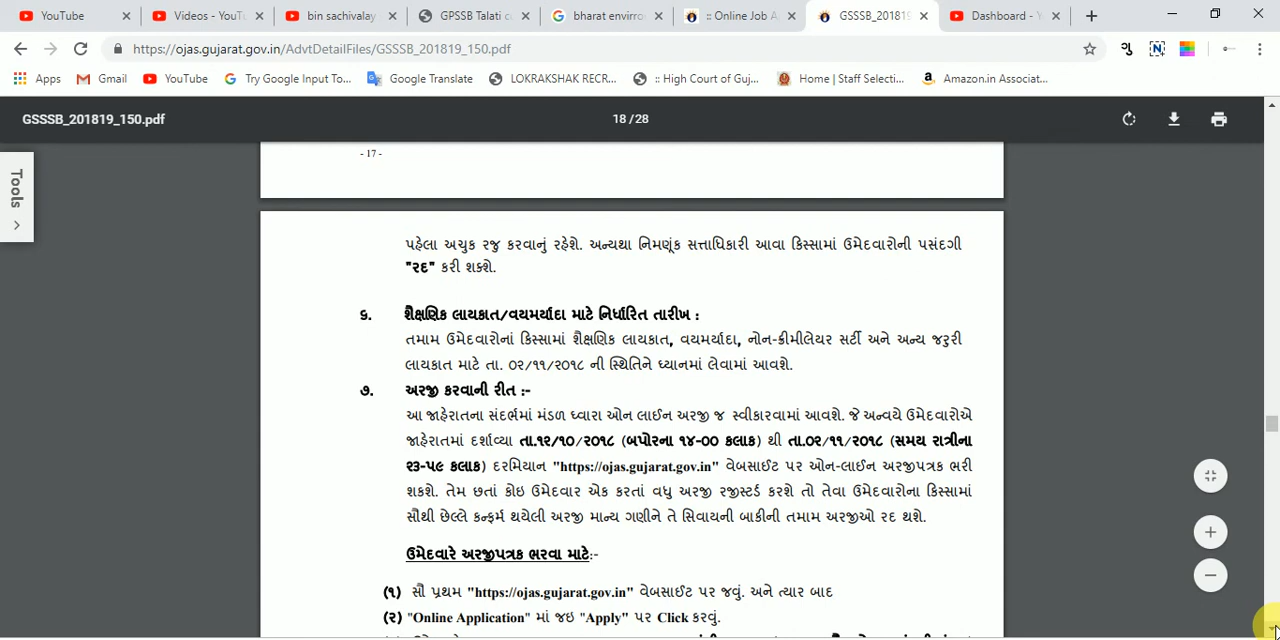 YouTube
Videos - YouTu
bin sachivalay
GPSSB Talati co
bharat envirro
:: Online Job A
GSSSB_201819
Dashboard - Yo
https://ojas.gujarat.gov.in/AdvtDetailFiles/GSSSB_201819_150.pdf
Apps Gmail YouTube Try Google Input To... Google Translate LOKRAKSHAK RECR... :: High Court of Guj... Home | Staff Selecti... Amazon.in Associat...
GSSSB_201819_150.pdf 18 / 28
Tools
- 17 -
પહેલા અચુક રજુ કરવાનું રહેશે. અન્યથા નિમણૂંક સત્તાધિકારી આવા કિસ્સામાં ઉમેદવારોની પસંદગી
"રદ" કરી શકશે.
૬. શૈક્ષણિક લાયકાત/વયમર્યાદા માટે નિર્ધારિત તારીખ :
તમામ ઉમેદવારોનાં કિસ્સામાં શૈક્ષણિક લાયકાત, વયમર્યાદા, નોન-ક્રીમીલેયર સર્ટી અને અન્ય જરૂરી
લાયકાત માટે તા. ૦૨/૧૧/૨૦૧૮ ની સ્થિતિને ધ્યાનમાં લેવામાં આવશે.
૭. અરજી કરવાની રીત :-
આ જાહેરાતના સંદર્ભમાં મંડળ ધ્વારા ઓન લાઈન અરજી જ સ્વીકારવામાં આવશે. જે અન્વયે ઉમેદવારોએ
જાહેરાતમાં દર્શાવ્યા તા.૧૨/૧૦/૨૦૧૮ (બપોરના ૧૪-૦૦ કલાક) થી તા.૦૨/૧૧/૨૦૧૮ (સમય રાત્રીના
૨૩-૫૯ કલાક) દરમિયાન "https://ojas.gujarat.gov.in" વેબસાઈટ પર ઓન-લાઈન અરજીપત્રક ભરી
શકશે. તેમ છતાં કોઇ ઉમેદવાર એક કરતાં વધુ અરજી રજીસ્ટર્ડ કરશે તો તેવા ઉમેદવારોના કિસ્સામાં
સૌથી છેલ્લે કન્ફર્મ થયેલી અરજી માન્ય ગણીને તે સિવાયની બાકીની તમામ અરજીઓ રદ થશે.
ઉમેદવારે અરજીપત્રક ભરવા માટે:-
(૧) સૌ પ્રથમ "https://ojas.gujarat.gov.in" વેબસાઈટ પર જવું. અને ત્યાર બાદ
(૨) "Online Application" માં જઇ "Apply" પર Click કરવું.